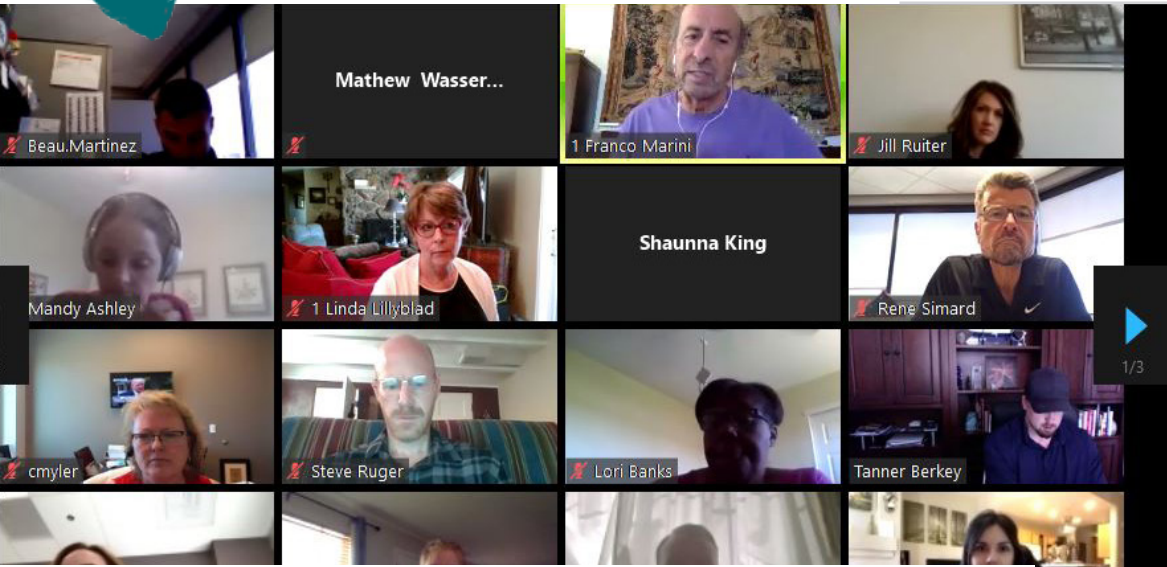 Mathew Wasser...
Beau.Martinez
1 Franco Marini
Jill Ruiter
Shaunna King
Mandy Ashley
1 Linda Lillyblad
Rene Simard
1/3
cmyler
Steve Ruger
Lori Banks
Tanner Berkey